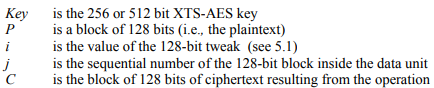 Key is the 256 or 512 bit XTS-AES key
P is a block of 128 bits (i.e., the plaintext)
i is the value of the 128-bit tweak (see 5.1)
j is the sequential number of the 128-bit block inside the data unit
C is the block of 128 bits of ciphertext resulting from the operation